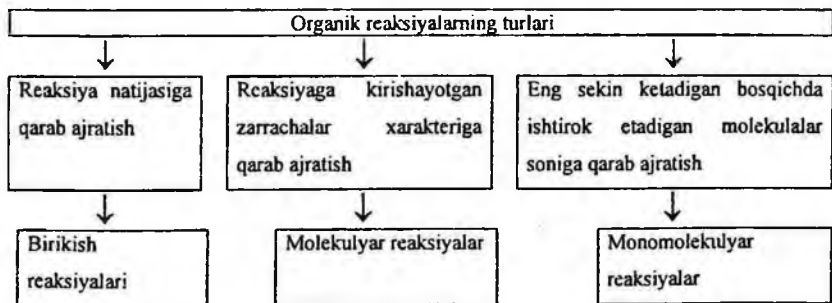 Organik reaksiyalarning turlari
Reaksiya natijasiga
qarab ajratish
Reaksiyaga kirishayotgan
zarrachalar xarakteriga
qarab ajratish
Eng sekin ketadigan bosqichda
ishtirok etadigan molekulalar
soniga qarab ajratish
Birikish
reaksiyalari
Molekulyar reaksiyalar
Monomolekulyar
reaksiyalar